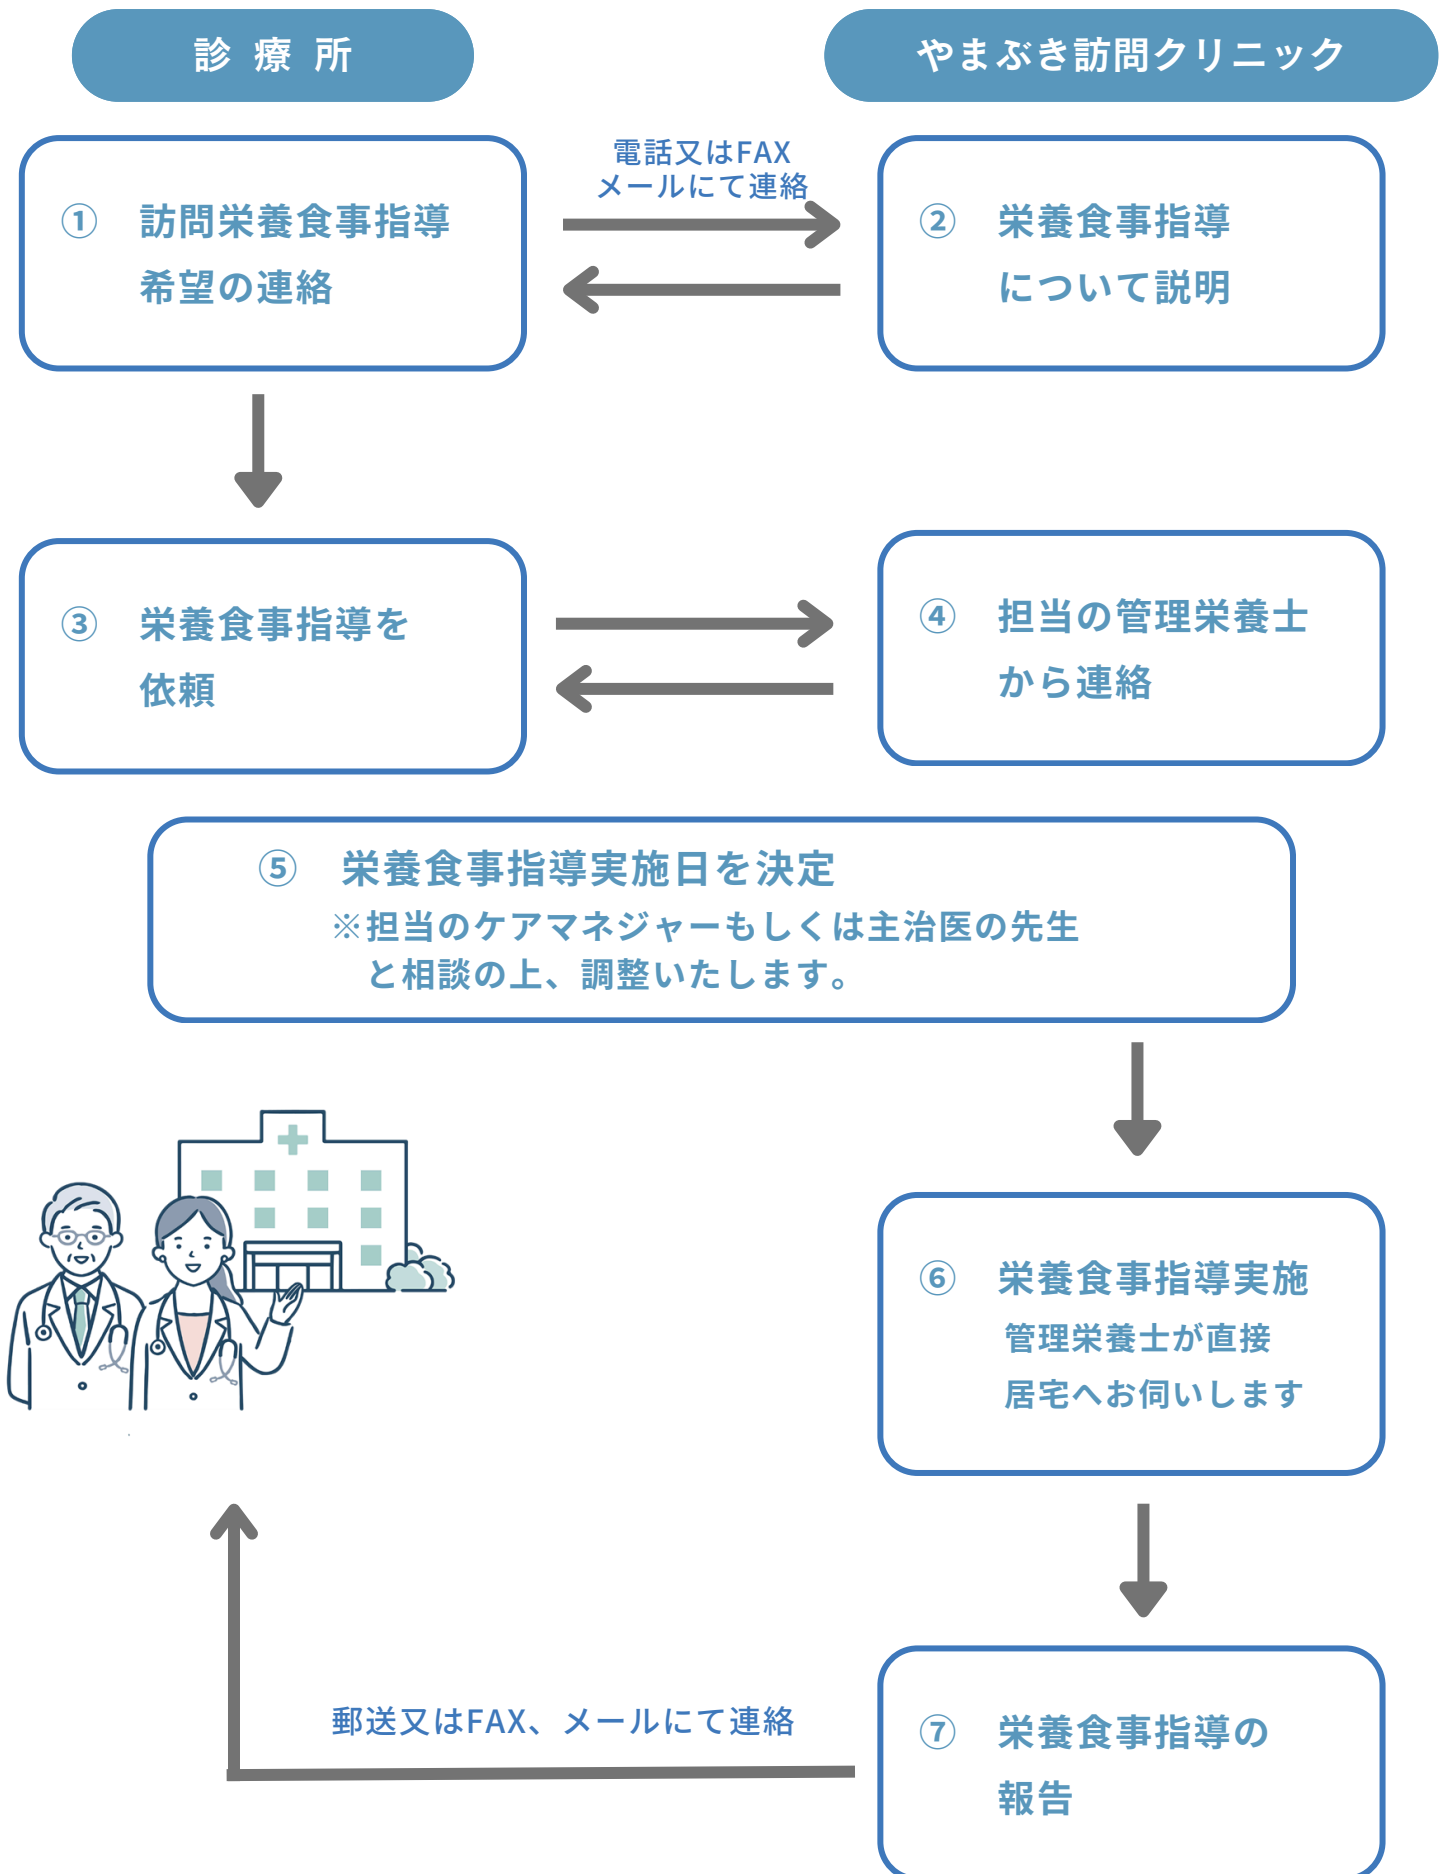 診 療 所
やまぶき訪問クリニック
① 訪問栄養食事指導
希望の連絡
電話又はFAX
メールにて連絡
② 栄養食事指導
について説明
③ 栄養食事指導を
依頼
④ 担当の管理栄養士
から連絡
⑤ 栄養食事指導実施日を決定
※担当のケアマネジャーもしくは主治医の先生
と相談の上、調整いたします。
⑥ 栄養食事指導実施
管理栄養士が直接
居宅へお伺いします
郵送又はFAX、メールにて連絡
⑦ 栄養食事指導の
報告